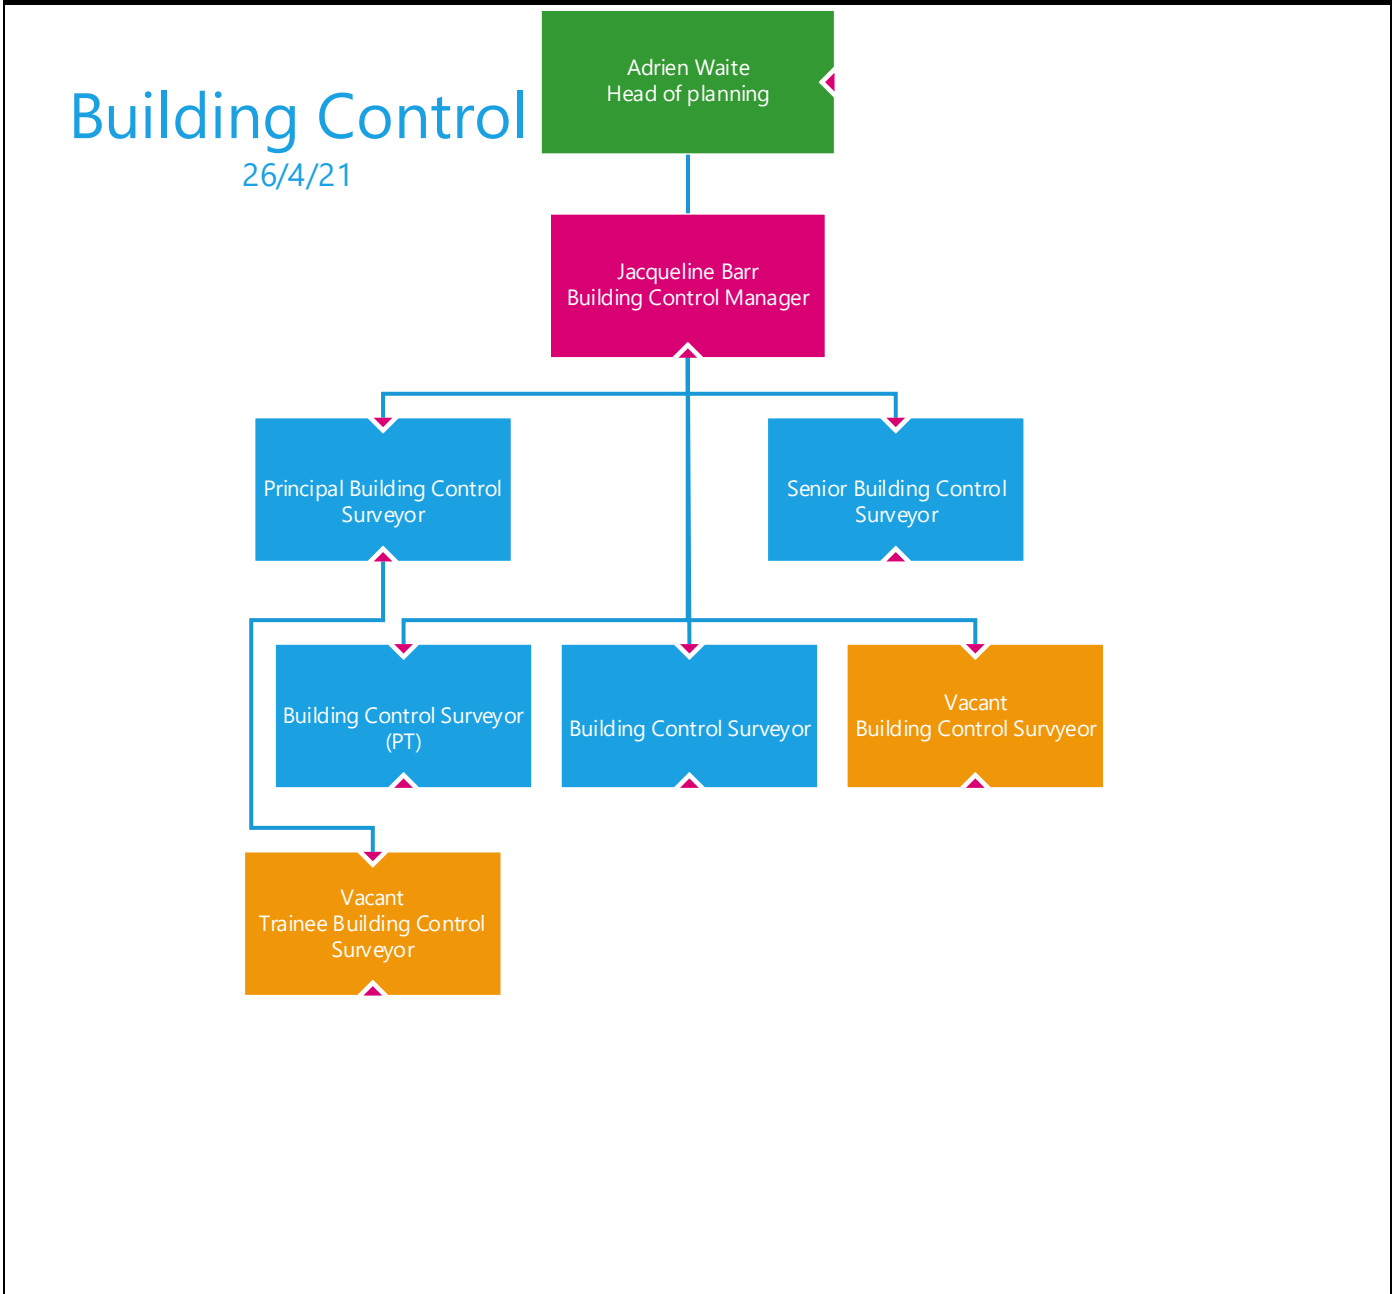 Building Control
26/4/21
Adrien Waite
Head of planning
Jacqueline Barr
Building Control Manager
Principal Building Control
Surveyor
Senior Building Control
Surveyor
Building Control Surveyor
(PT)
Building Control Surveyor
Vacant
Building Control Survyeor
Vacant
Trainee Building Control
Surveyor